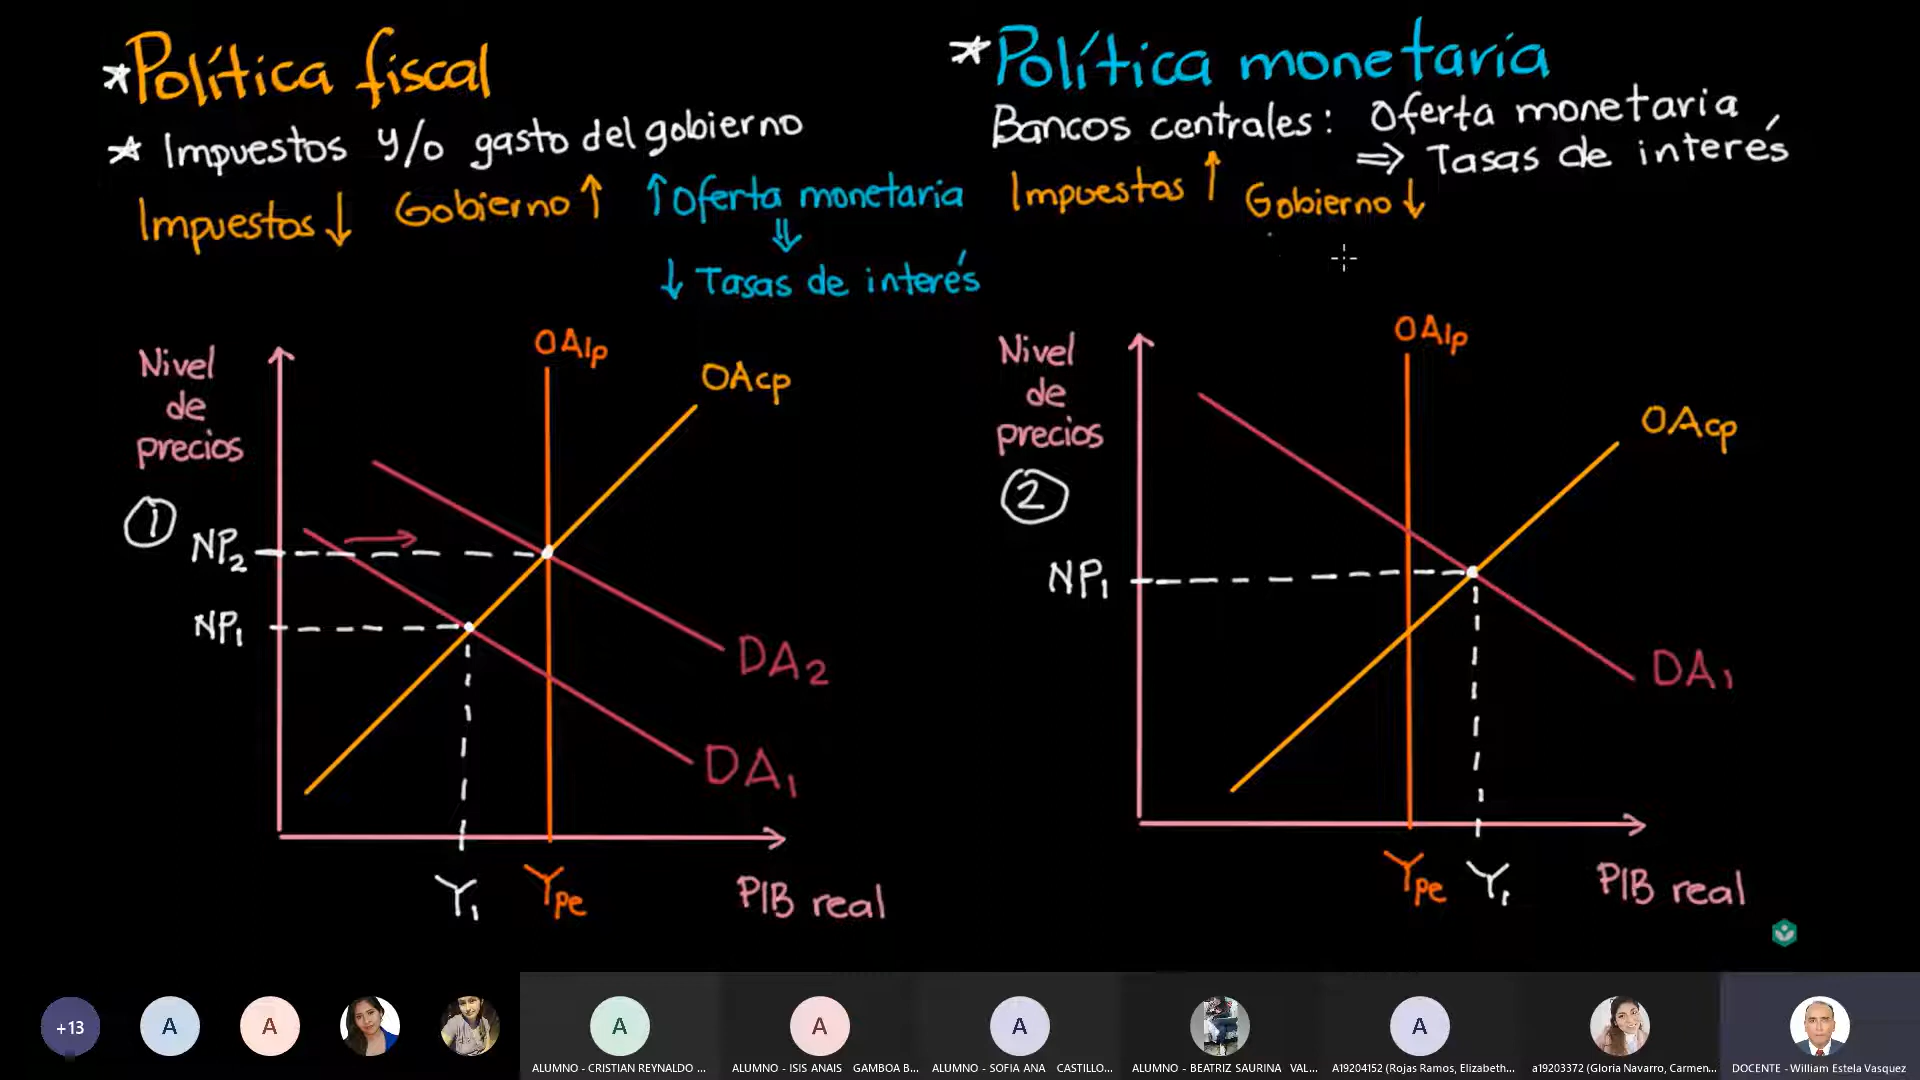 *Política fiscal
* Impuestos y/o gasto del gobierno
Impuestos ↓ Gobierno ↑
↑ Oferta monetaria
⇓
↓ Tasas de interés
*Política monetaria
Bancos centrales: Oferta monetaria
⇒ Tasas de interés
Impuestos ↑ Gobierno ↓
Nivel
de
precios
①
OAlp
OAcp
NP₂
NP₁
DA₂
DA₁
Y₁
Ype
PIB real
Nivel
de
precios
②
OAlp
OAcp
NP₁
DA₁
Ype
Y₁
PIB real
+13
A
A
A
A
A
A
ALUMNO - CRISTIAN REYNALDO ...
ALUMNO - ISIS ANAIS GAMBOA B...
ALUMNO - SOFIA ANA CASTILLO...
ALUMNO - BEATRIZ SAURINA VAL...
A19204152 (Rojas Ramos, Elizabeth...
a19203372 (Gloria Navarro, Carmen...
DOCENTE - William Estela Vasquez